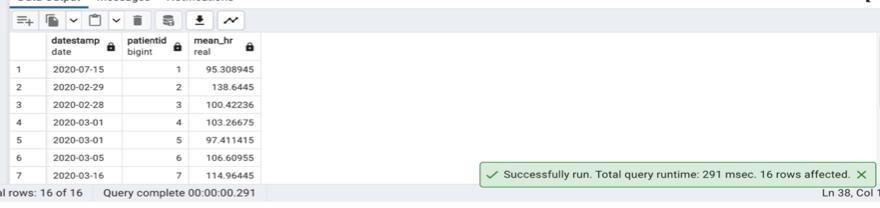 datestamp patientid mean_hr
date bigint real
1 2020-07-15 1 95.308945
2 2020-02-29 2 138.6445
3 2020-02-28 3 100.42236
4 2020-03-01 4 103.26675
5 2020-03-01 5 97.411415
6 2020-03-05 6 106.60955
7 2020-03-16 7 114.96445
Successfully run. Total query runtime: 291 msec. 16 rows affected.
al rows: 16 of 16 Query complete 00:00:00.291 Ln 38, Col 1